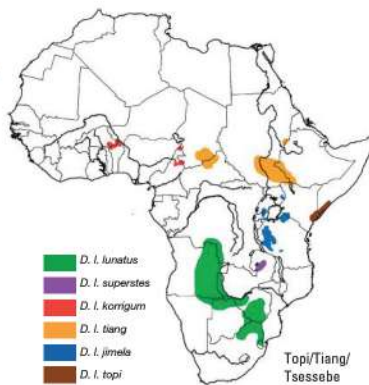 D. l. lunatus
D. l. superstes
D. l. korrigum
D. l. tiang
D. l. jimela
D. l. topi
Topi/Tiang/
Tsessebe